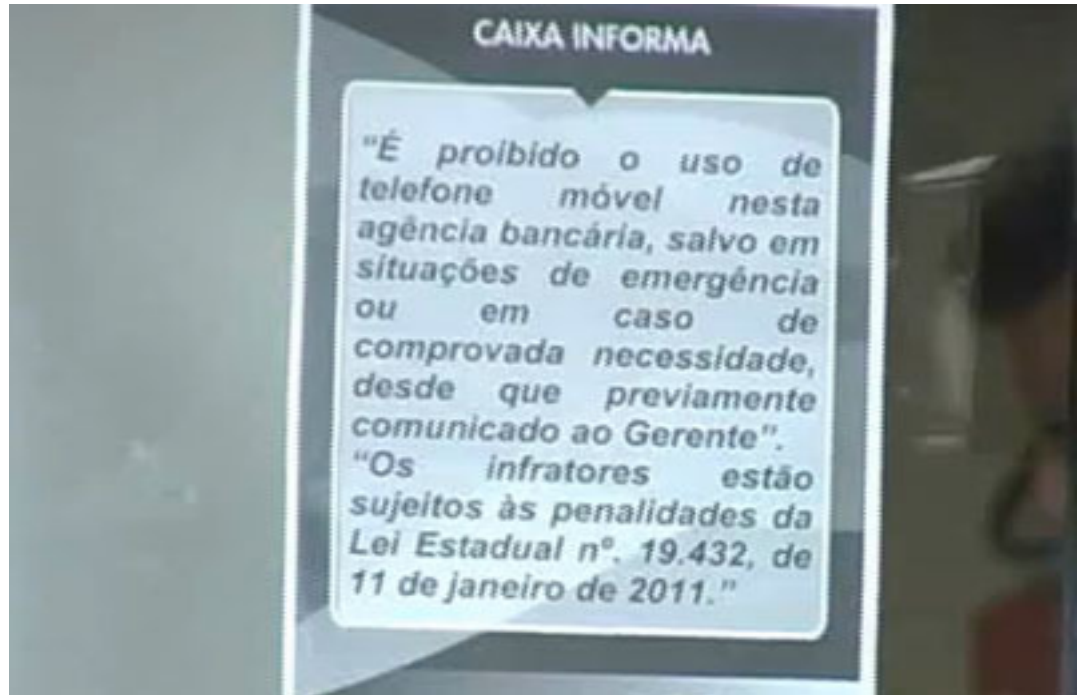 CAIXA INFORMA
"É proibido o uso de
telefone móvel nesta
agência bancária, salvo em
situações de emergência
ou em caso de
comprovada necessidade,
desde que previamente
comunicado ao Gerente".
"Os infratores estão
sujeitos às penalidades da
Lei Estadual nº. 19.432, de
11 de janeiro de 2011."